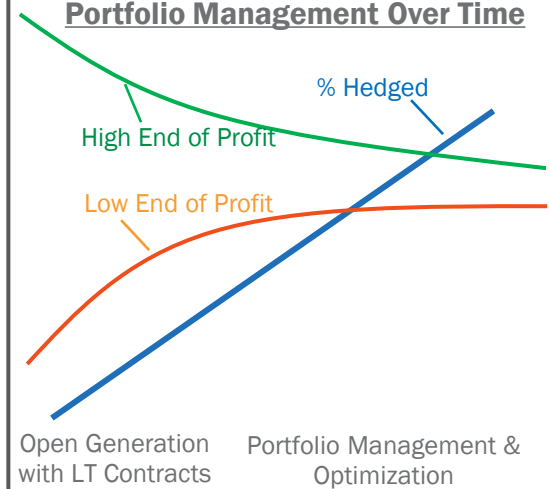 Portfolio Management Over Time
% Hedged
High End of Profit
Low End of Profit
Open Generation
with LT Contracts
Portfolio Management &
Optimization